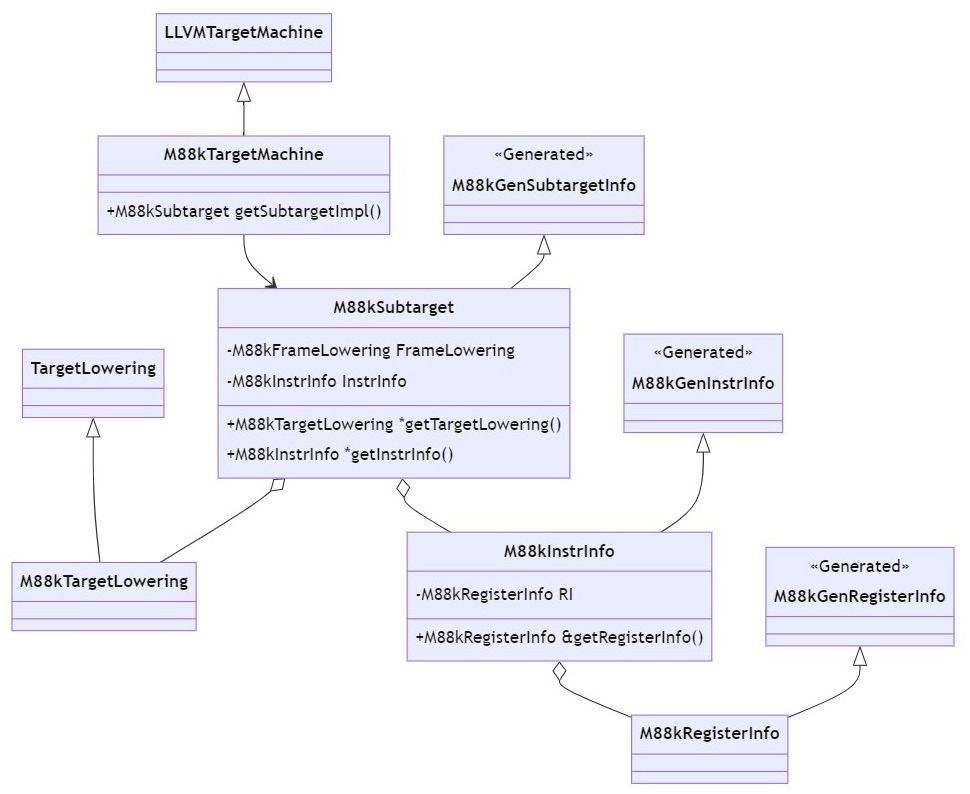 LLVMTargetMachine
M88kTargetMachine
+M88kSubtarget getSubtargetImpl()
«Generated»
M88kGenSubtargetInfo
M88kSubtarget
-M88kFrameLowering FrameLowering
-M88kInstrInfo InstrInfo
+M88kTargetLowering *getTargetLowering()
+M88kInstrInfo *getInstrInfo()
TargetLowering
«Generated»
M88kGenInstrInfo
M88kTargetLowering
M88kInstrInfo
-M88kRegisterInfo RI
+M88kRegisterInfo &getRegisterInfo()
«Generated»
M88kGenRegisterInfo
M88kRegisterInfo